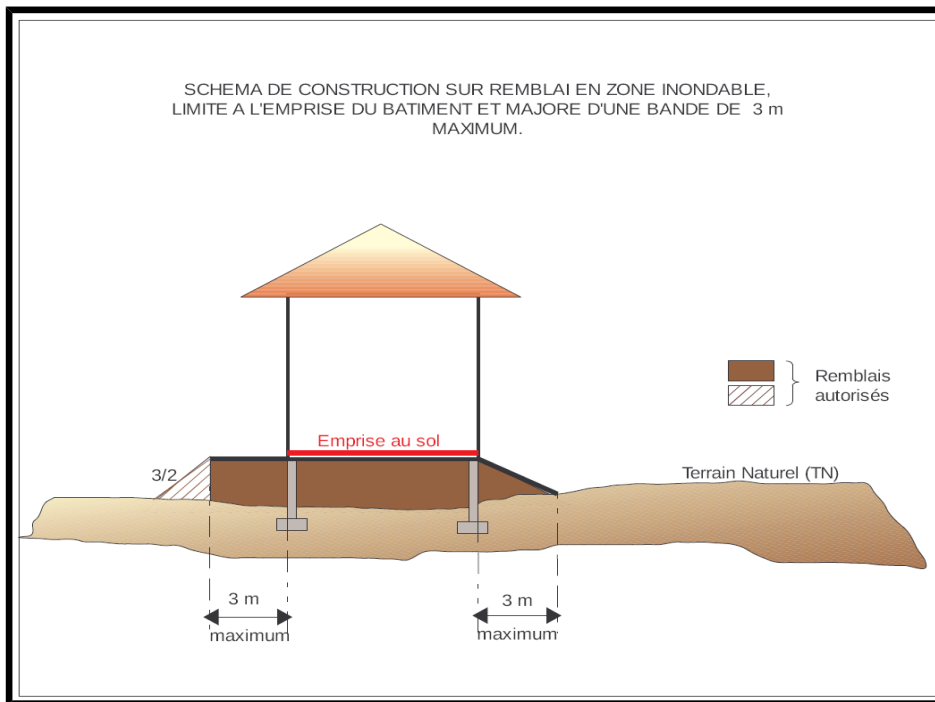 SCHEMA DE CONSTRUCTION SUR REMBLAI EN ZONE INONDABLE,
LIMITE A L'EMPRISE DU BATIMENT ET MAJORE D'UNE BANDE DE 3 m
MAXIMUM.
Remblais
autorisés
Emprise au sol
3/2
Terrain Naturel (TN)
3 m
maximum
3 m
maximum